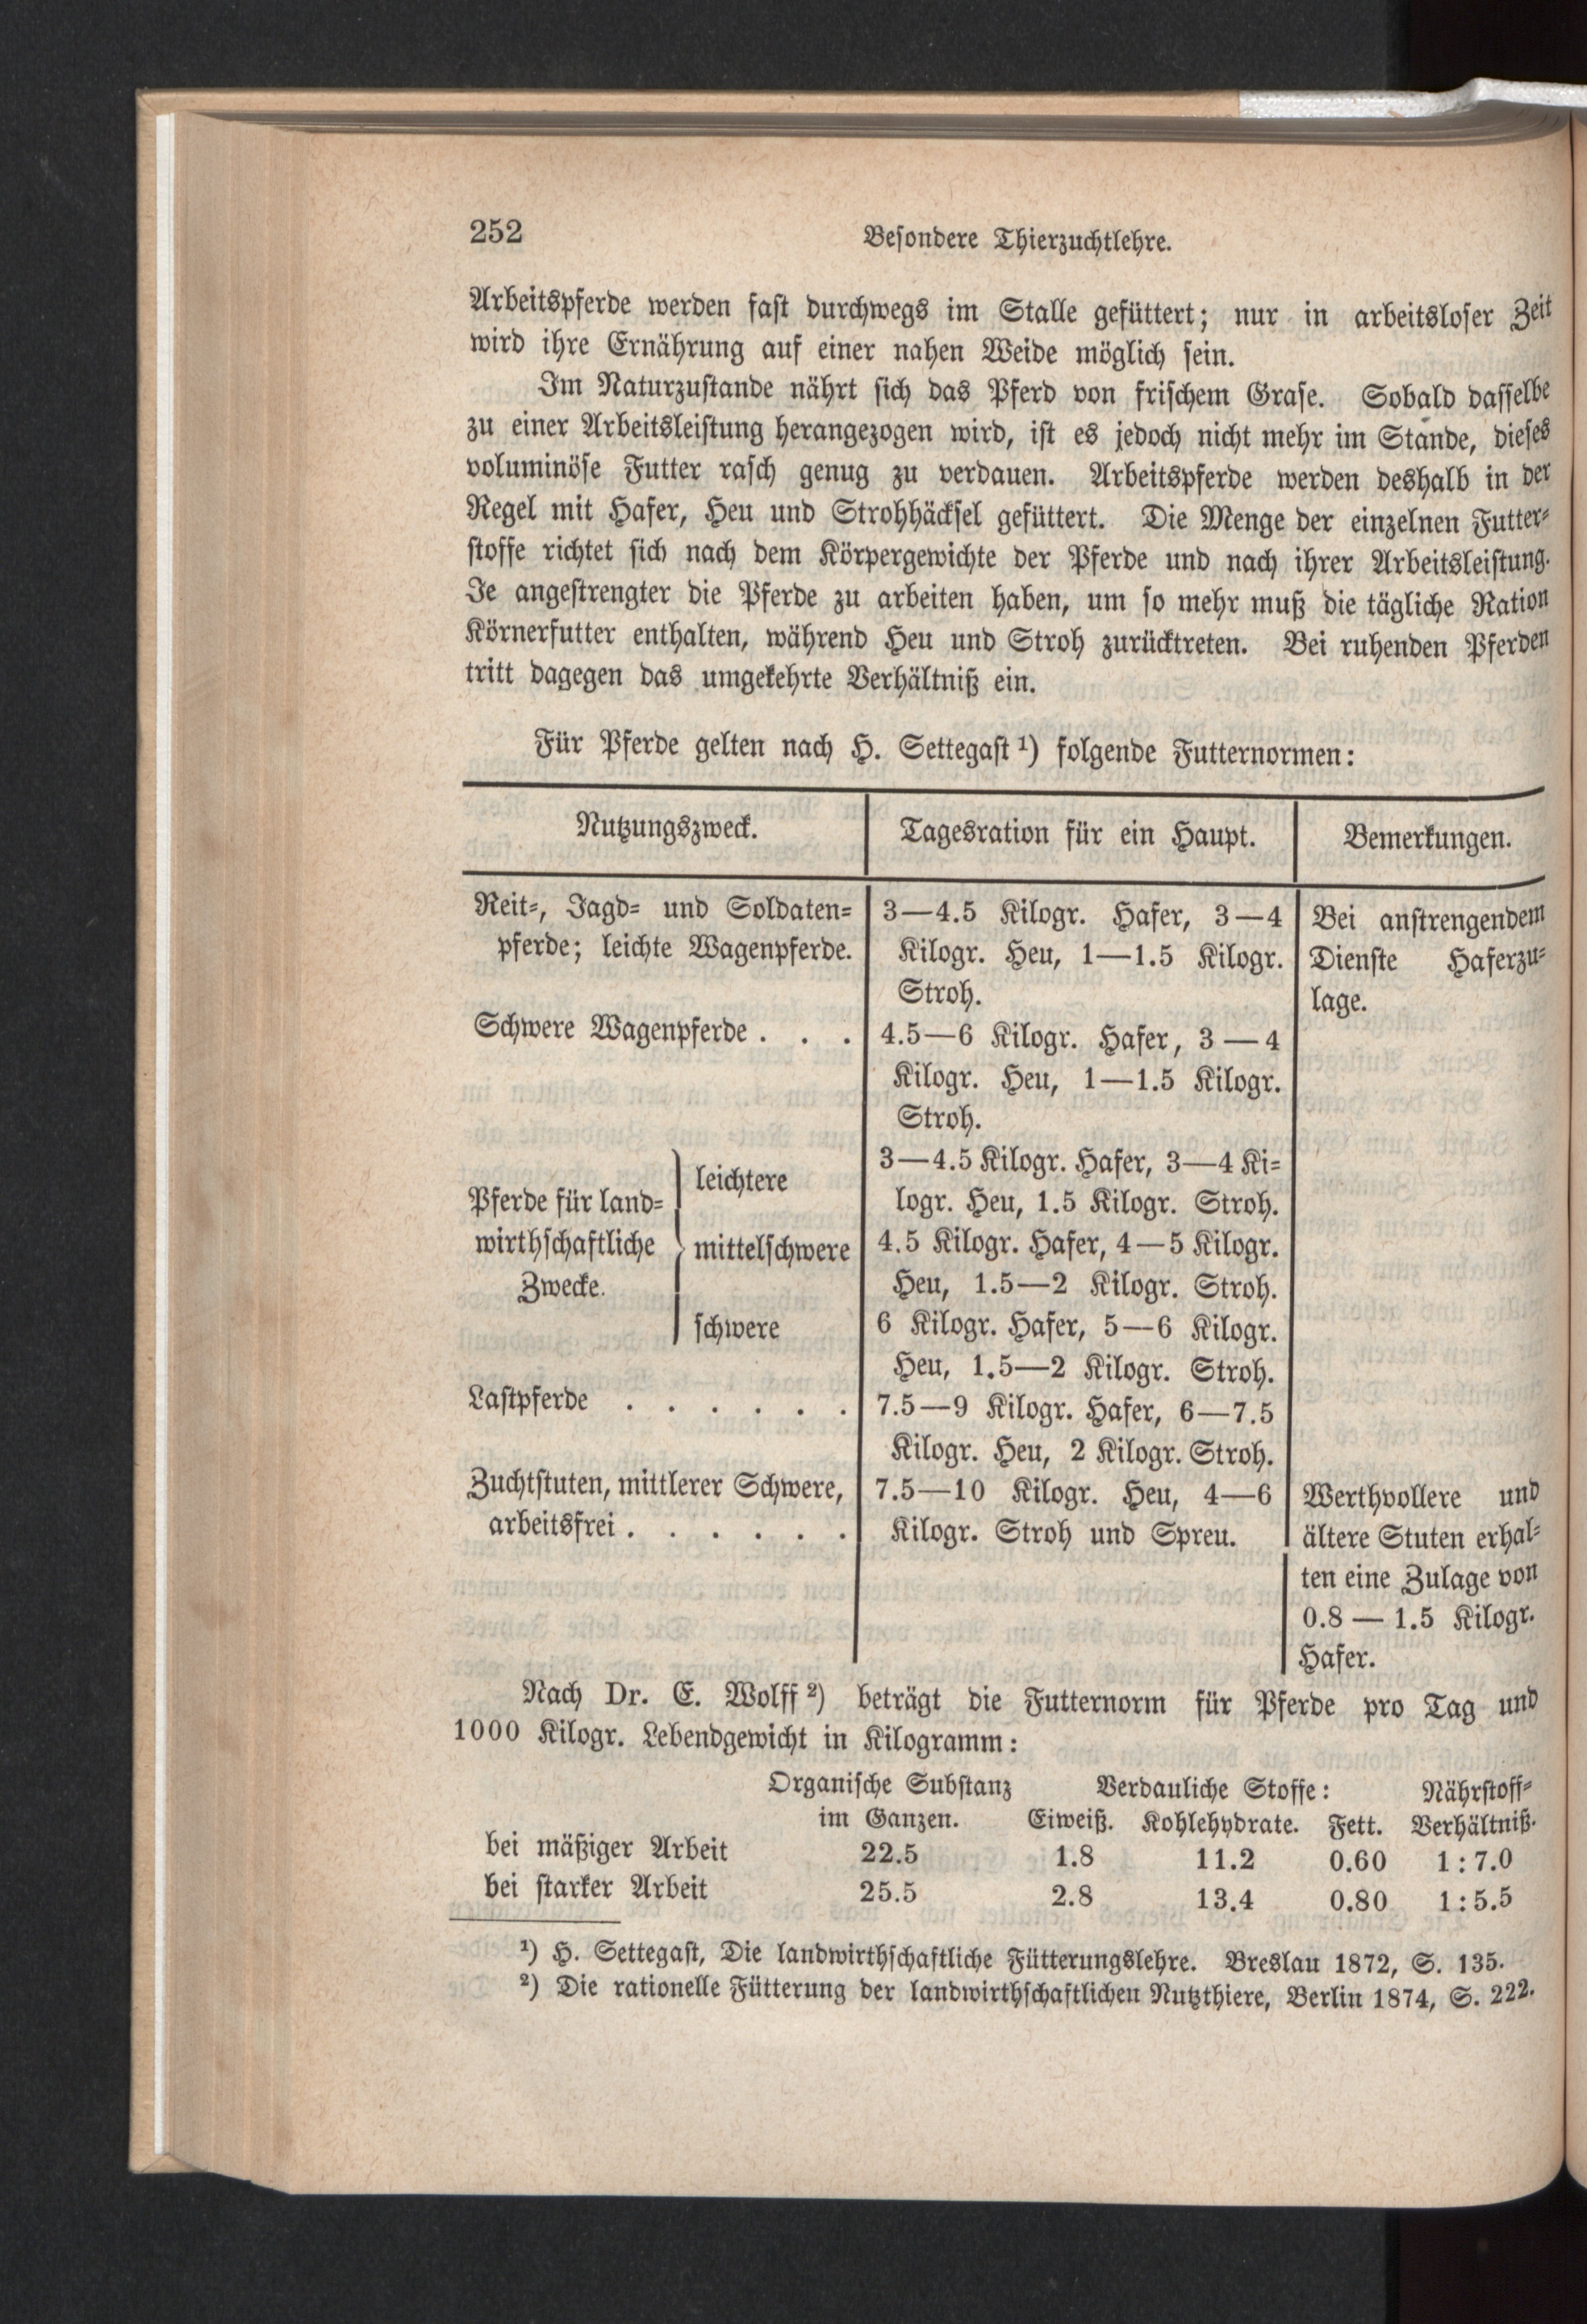 252
Besondere Thierzuchtlehre.
Arbeitspferde werden fast durchwegs im Stalle gefüttert; nur in arbeitsloser Zeit
wird ihre Ernährung auf einer nahen Weide möglich sein.
Im Naturzustande nährt sich das Pferd von frischem Grase. Sobald dasselbe
zu einer Arbeitsleistung herangezogen wird, ist es jedoch nicht mehr im Stande, dieses
voluminöse Futter rasch genug zu verdauen. Arbeitspferde werden deshalb in der
Regel mit Hafer, Heu und Strohhäcksel gefüttert. Die Menge der einzelnen Futter-
stoffe richtet sich nach dem Körpergewichte der Pferde und nach ihrer Arbeitsleistung.
Je angestrengter die Pferde zu arbeiten haben, um so mehr muß die tägliche Ration
Körnerfutter enthalten, während Heu und Stroh zurücktreten. Bei ruhenden Pferden
tritt dagegen das umgekehrte Verhältniß ein.
Für Pferde gelten nach H. Settegast ¹) folgende Futternormen:
Nutzungszweck. Tagesration für ein Haupt. Bemerkungen.
Reit-, Jagd- und Soldaten- 3—4.5 Kilogr. Hafer, 3—4 Bei anstrengendem
pferde; leichte Wagenpferde. Kilogr. Heu, 1—1.5 Kilogr. Dienste Haferzu-
Stroh. lage.
Schwere Wagenpferde . . . 4.5—6 Kilogr. Hafer, 3—4
Kilogr. Heu, 1—1.5 Kilogr.
Stroh.
leichtere 3—4.5 Kilogr. Hafer, 3—4 Ki-
Pferde für land- logr. Heu, 1.5 Kilogr. Stroh.
wirthschaftliche mittelschwere 4.5 Kilogr. Hafer, 4—5 Kilogr.
Zwecke. Heu, 1.5—2 Kilogr. Stroh.
schwere 6 Kilogr. Hafer, 5—6 Kilogr.
Heu, 1.5—2 Kilogr. Stroh.
Lastpferde . . . . . . 7.5—9 Kilogr. Hafer, 6—7.5
Kilogr. Heu, 2 Kilogr. Stroh.
Zuchtstuten, mittlerer Schwere, 7.5—10 Kilogr. Heu, 4—6 Werthvollere und
arbeitsfrei . . . . . . Kilogr. Stroh und Spreu. ältere Stuten erhal-
ten eine Zulage von
0.8 — 1.5 Kilogr.
Hafer.
Nach Dr. E. Wolff ²) beträgt die Futternorm für Pferde pro Tag und
1000 Kilogr. Lebendgewicht in Kilogramm:
Organische Substanz Verdauliche Stoffe: Nährstoff-
im Ganzen. Eiweiß. Kohlehydrate. Fett. Verhältniß.
bei mäßiger Arbeit 22.5 1.8 11.2 0.60 1:7.0
bei starker Arbeit 25.5 2.8 13.4 0.80 1:5.5
¹) H. Settegast, Die landwirthschaftliche Fütterungslehre. Breslau 1872, S. 135.
²) Die rationelle Fütterung der landwirthschaftlichen Nutzthiere, Berlin 1874, S. 222.